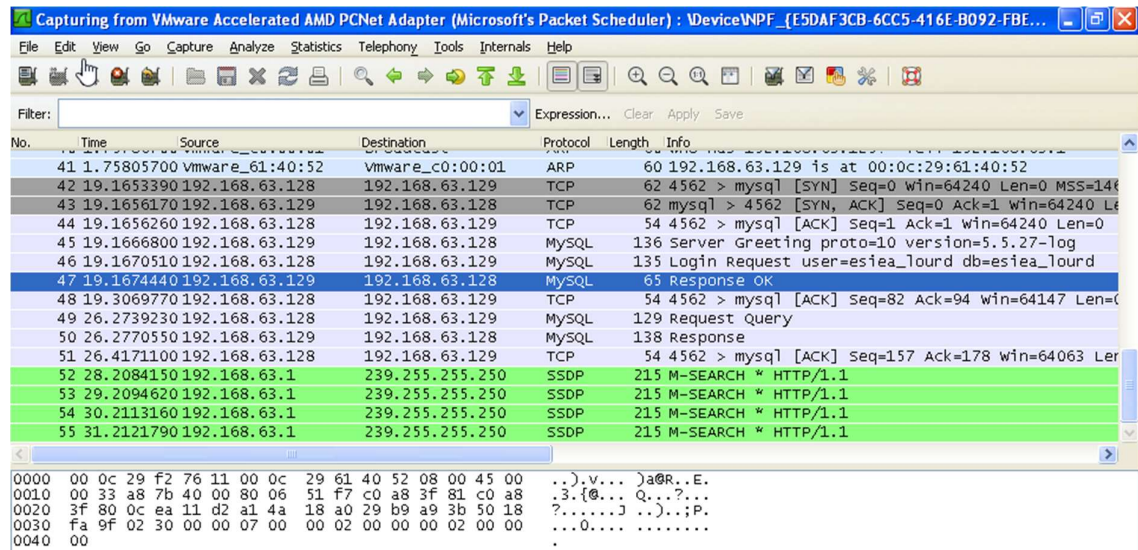 Capturing from VMware Accelerated AMD PCNet Adapter (Microsoft's Packet Scheduler) : \Device\NPF_{E5DAF3CB-6CC5-416E-B092-FBE...
File Edit View Go Capture Analyze Statistics Telephony Tools Internals Help
Filter: Expression... Clear Apply Save
No. Time Source Destination Protocol Length Info
41 1.75805700 Vmware_61:40:52 Vmware_c0:00:01 ARP 60 192.168.63.129 is at 00:0c:29:61:40:52
42 19.1653390 192.168.63.128 192.168.63.129 TCP 62 4562 > mysql [SYN] Seq=0 Win=64240 Len=0 MSS=146
43 19.1656170 192.168.63.129 192.168.63.128 TCP 62 mysql > 4562 [SYN, ACK] Seq=0 Ack=1 Win=64240 Le
44 19.1656260 192.168.63.128 192.168.63.129 TCP 54 4562 > mysql [ACK] Seq=1 Ack=1 Win=64240 Len=0
45 19.1666800 192.168.63.129 192.168.63.128 MySQL 136 Server Greeting proto=10 version=5.5.27-log
46 19.1670510 192.168.63.128 192.168.63.129 MySQL 135 Login Request user=esiea_lourd db=esiea_lourd
47 19.1674440 192.168.63.129 192.168.63.128 MySQL 65 Response OK
48 19.3069770 192.168.63.128 192.168.63.129 TCP 54 4562 > mysql [ACK] Seq=82 Ack=94 Win=64147 Len=0
49 26.2739230 192.168.63.128 192.168.63.129 MySQL 129 Request Query
50 26.2770550 192.168.63.129 192.168.63.128 MySQL 138 Response
51 26.4171100 192.168.63.128 192.168.63.129 TCP 54 4562 > mysql [ACK] Seq=157 Ack=178 Win=64063 Len
52 28.2084150 192.168.63.1 239.255.255.250 SSDP 215 M-SEARCH * HTTP/1.1
53 29.2094620 192.168.63.1 239.255.255.250 SSDP 215 M-SEARCH * HTTP/1.1
54 30.2113160 192.168.63.1 239.255.255.250 SSDP 215 M-SEARCH * HTTP/1.1
55 31.2121790 192.168.63.1 239.255.255.250 SSDP 215 M-SEARCH * HTTP/1.1
0000 00 0c 29 f2 76 11 00 0c 29 61 40 52 08 00 45 00 ..).v... )a@R..E.
0010 00 33 a8 7b 40 00 80 06 51 f7 c0 a8 3f 81 c0 a8 .3.{@... Q...?...
0020 3f 80 0c ea 11 d2 a1 4a 18 a0 29 b9 a9 3b 50 18 ?......J ..)..;P.
0030 fa 9f 02 30 00 00 07 00 00 02 00 00 00 02 00 00 ...0.... ........
0040 00 .